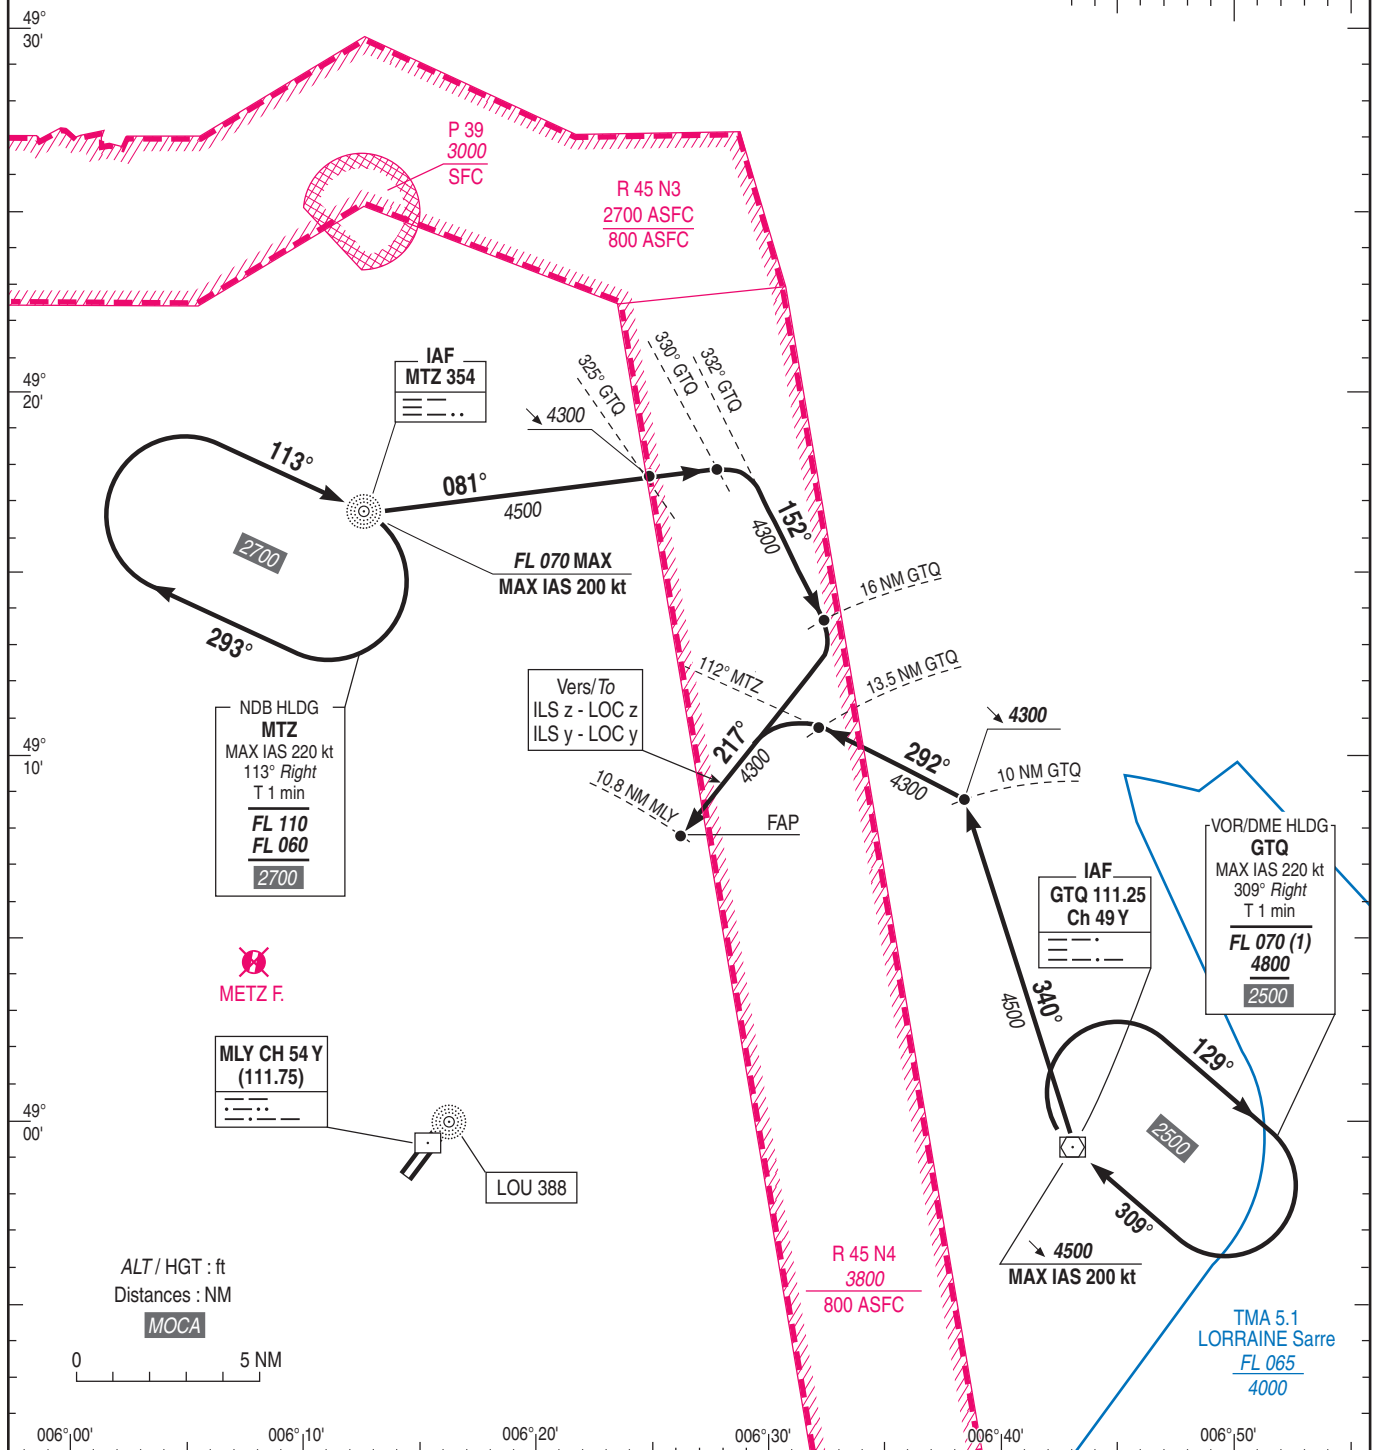 49°
30'
P 39
3000
SFC
R 45 N3
2700 ASFC
800 ASFC
49°
20'
IAF
MTZ 354
325° GTQ
330° GTQ
332° GTQ
4300
113°
081°
4500
152°
4300
2700
FL 070 MAX
MAX IAS 200 kt
16 NM GTQ
293°
112° MTZ
13.5 NM GTQ
Vers/To
ILS z - LOC z
ILS y - LOC y
NDB HLDG
MTZ
MAX IAS 220 kt
113° Right
T 1 min
FL 110
FL 060
2700
217°
4300
4300
292°
4300
10 NM GTQ
49°
10'
10.8 NM MLY
FAP
VOR/DME HLDG
GTQ
MAX IAS 220 kt
309° Right
T 1 min
FL 070 (1)
4800
2500
IAF
GTQ 111.25
Ch 49 Y
METZ F.
340°
4500
MLY CH 54 Y
(111.75)
129°
49°
00'
2500
LOU 388
309°
4500
MAX IAS 200 kt
R 45 N4
3800
800 ASFC
ALT / HGT : ft
Distances : NM
MOCA
0 5 NM
TMA 5.1
LORRAINE Sarre
FL 065
4000
006°00' 006°10' 006°20' 006°30' 006°40' 006°50'